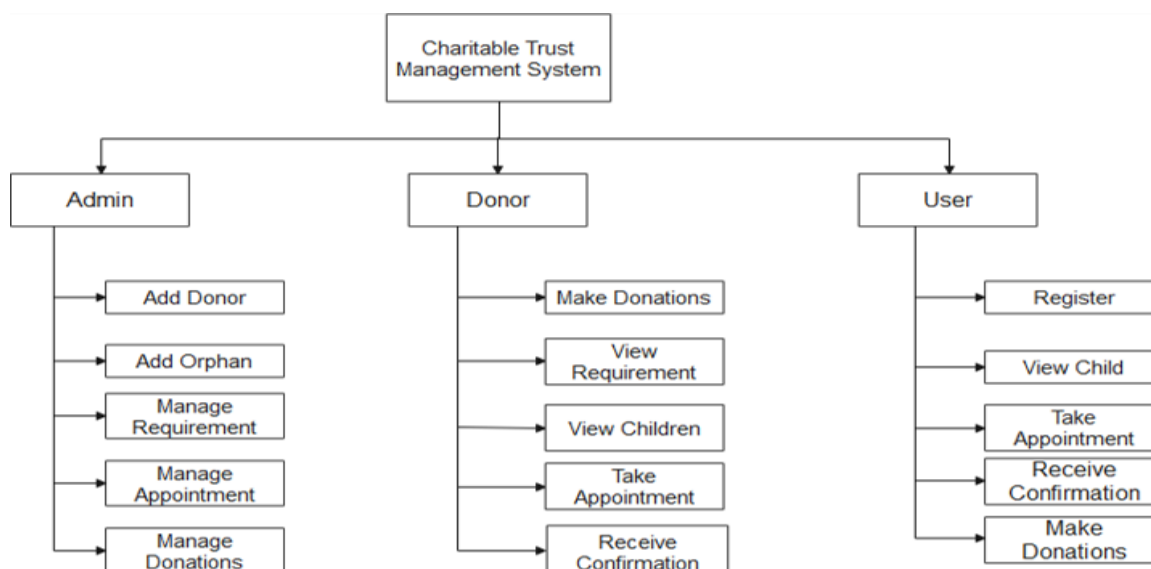 Charitable Trust
Management System
Admin
Donor
User
Add Donor
Add Orphan
Manage
Requirement
Manage
Appointment
Manage
Donations
Make Donations
View
Requirement
View Children
Take
Appointment
Receive
Confirmation
Register
View Child
Take
Appointment
Receive
Confirmation
Make
Donations